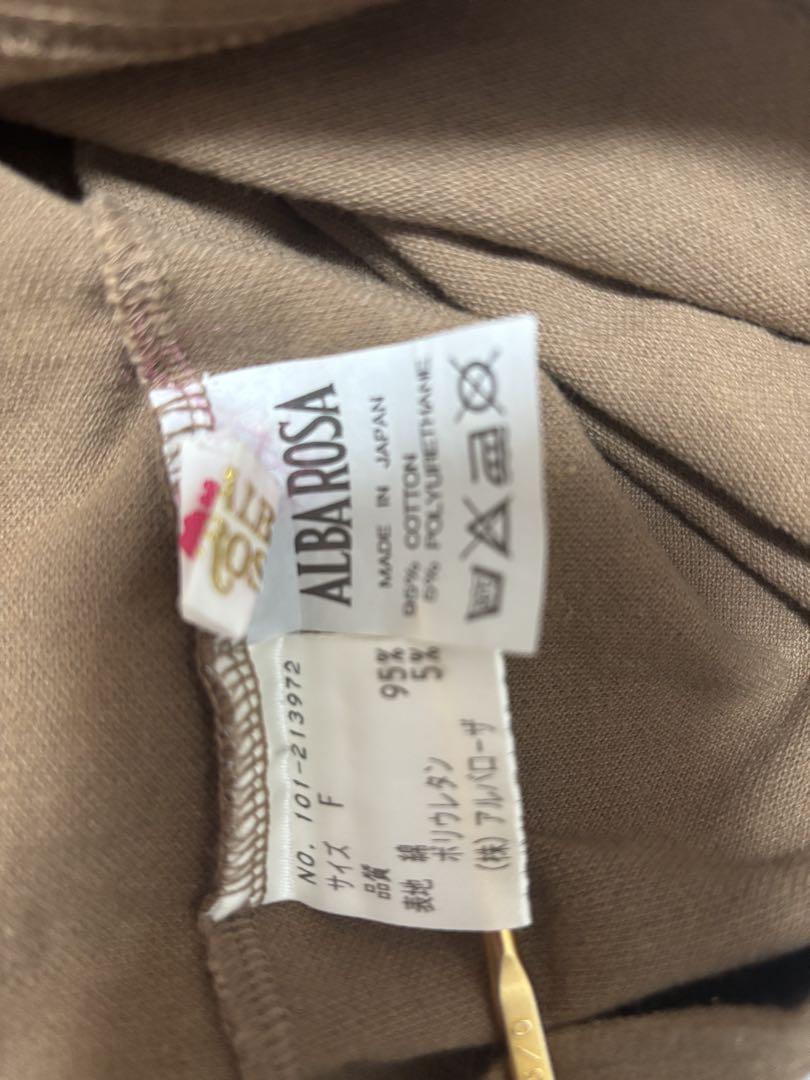 ALBA ROSA
MADE IN JAPAN
95% COTTON
5% POLYURETHANE
NO. 101-213972
サイズ F
品質
表地 綿 95%
ポリウレタン 5%
(株)アルバローザ